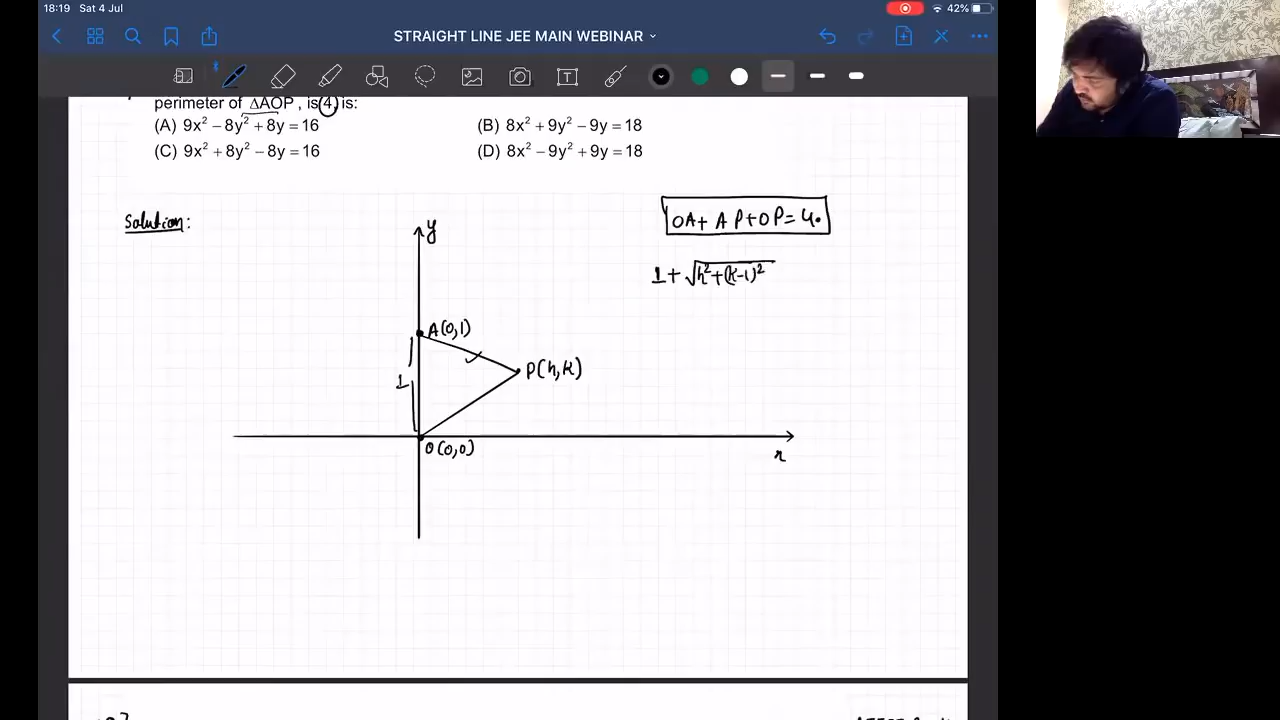 18:19 Sat 4 Jul
42%
STRAIGHT LINE JEE MAIN WEBINAR
perimeter of ΔAOP , is (4) is:
(A) 9x² − 8y² + 8y = 16
(B) 8x² + 9y² − 9y = 18
(C) 9x² + 8y² − 8y = 16
(D) 8x² − 9y² + 9y = 18
Solution:
y
OA + AP + OP = 4.
1 + √h² + (k-1)²
A(0,1)
1
P(h,k)
O(0,0)
x